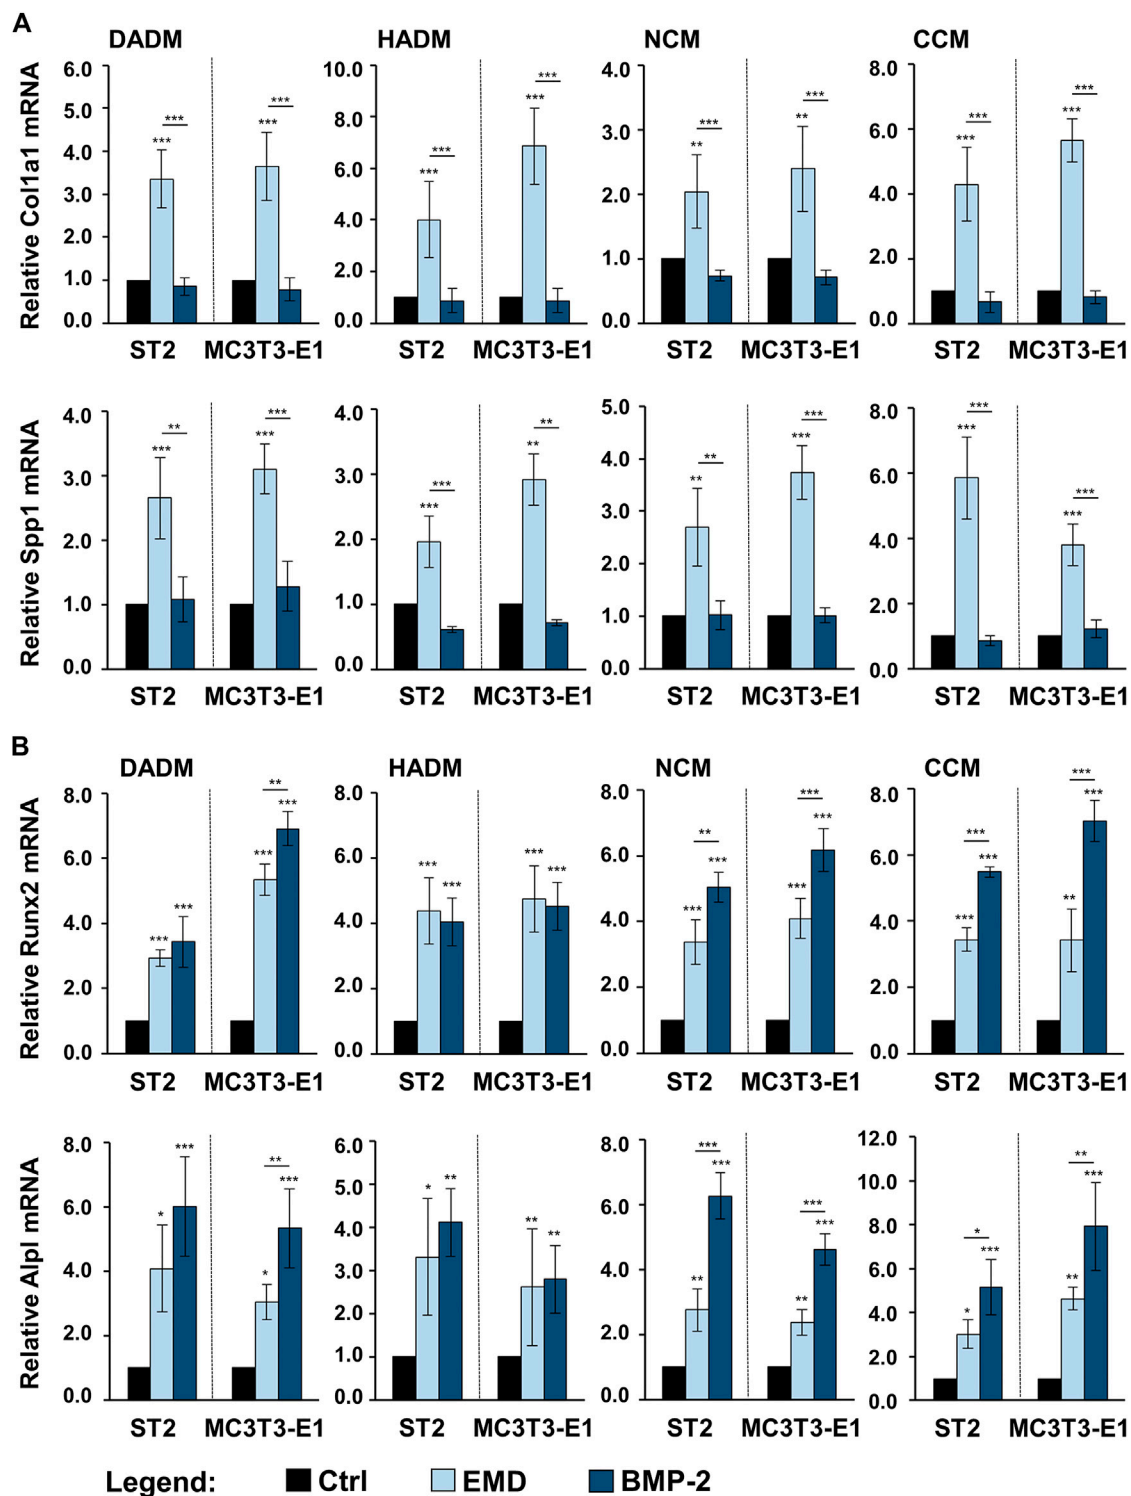 A
DADM HADM NCM CCM
Relative Col1a1 mRNA
6.0 5.0 4.0 3.0 2.0 1.0 0.0
*** *** *** ***
ST2 MC3T3-E1
10.0 8.0 6.0 4.0 2.0 0.0
*** *** *** ***
ST2 MC3T3-E1
4.0 3.0 2.0 1.0 0.0
** *** ** ***
ST2 MC3T3-E1
8.0 6.0 4.0 2.0 0.0
*** *** *** ***
ST2 MC3T3-E1
Relative Spp1 mRNA
4.0 3.0 2.0 1.0 0.0
*** ** *** ***
ST2 MC3T3-E1
4.0 3.0 2.0 1.0 0.0
*** *** ** **
ST2 MC3T3-E1
5.0 4.0 3.0 2.0 1.0 0.0
** ** *** ***
ST2 MC3T3-E1
8.0 6.0 4.0 2.0 0.0
*** *** *** ***
ST2 MC3T3-E1
B
DADM HADM NCM CCM
Relative Runx2 mRNA
8.0 6.0 4.0 2.0 0.0
*** *** *** ** ***
ST2 MC3T3-E1
8.0 6.0 4.0 2.0 0.0
*** *** *** ***
ST2 MC3T3-E1
8.0 6.0 4.0 2.0 0.0
*** ** *** *** *** ***
ST2 MC3T3-E1
8.0 6.0 4.0 2.0 0.0
*** *** *** ** *** ***
ST2 MC3T3-E1
Relative Alpl mRNA
8.0 6.0 4.0 2.0 0.0
* *** * ** ***
ST2 MC3T3-E1
6.0 5.0 4.0 3.0 2.0 1.0 0.0
* ** ** **
ST2 MC3T3-E1
8.0 6.0 4.0 2.0 0.0
** *** *** ** *** ***
ST2 MC3T3-E1
12.0 10.0 8.0 6.0 4.0 2.0 0.0
* * *** ** ** ***
ST2 MC3T3-E1
Legend: Ctrl EMD BMP-2